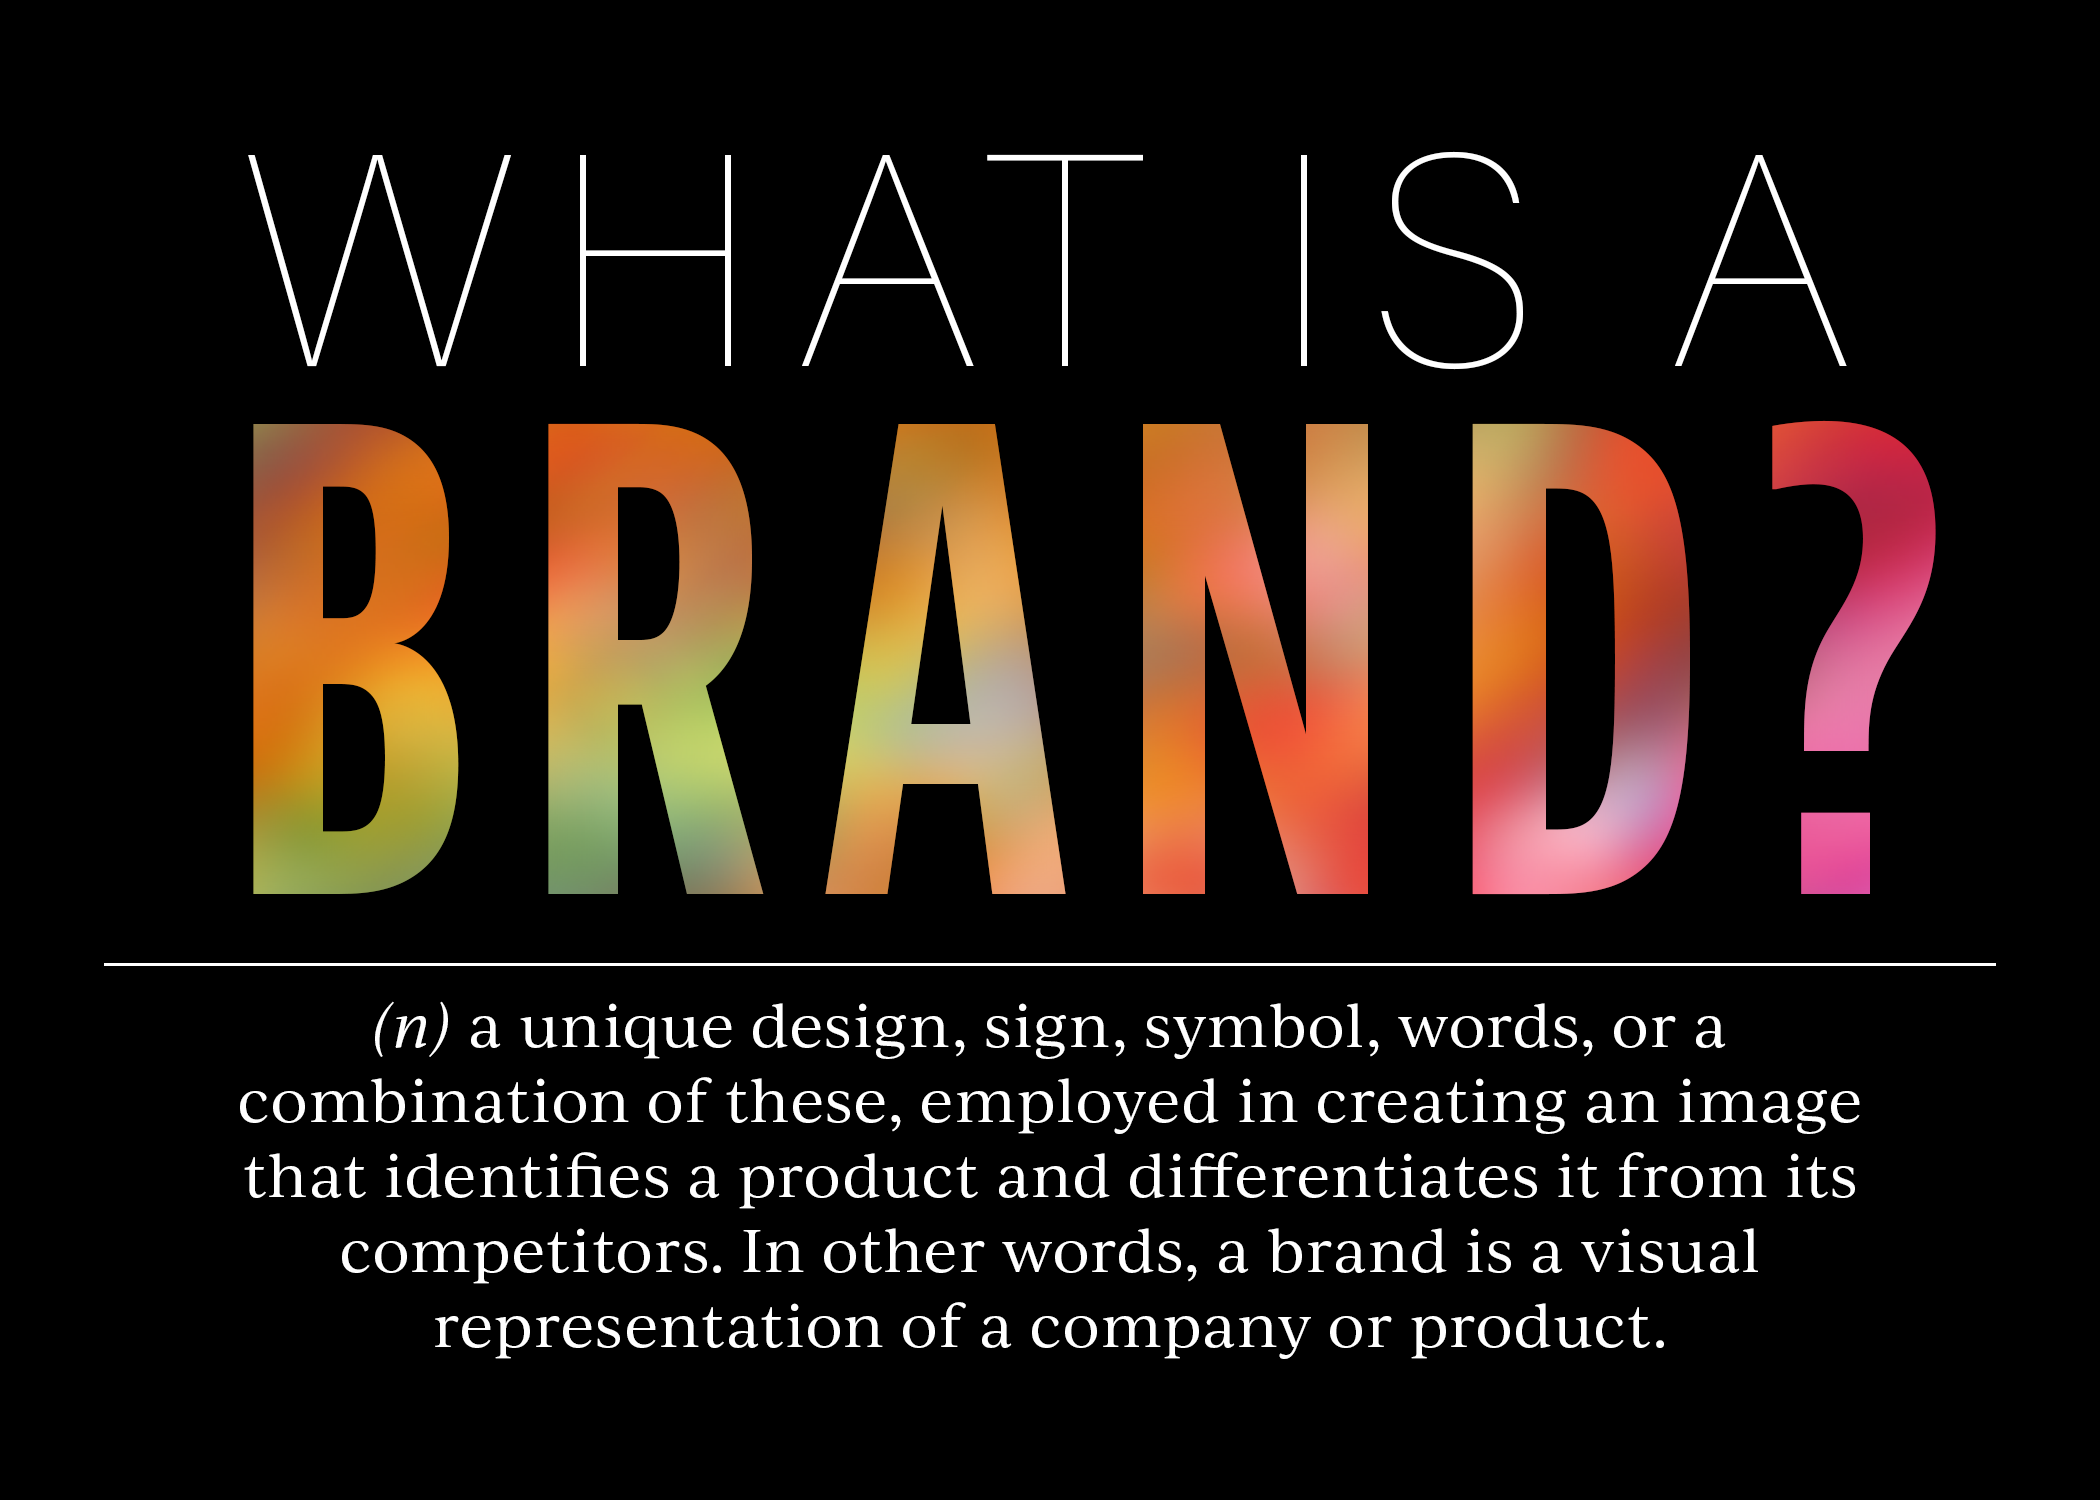 WHAT IS A
BRAND?
(n) a unique design, sign, symbol, words, or a
combination of these, employed in creating an image
that identifies a product and differentiates it from its
competitors. In other words, a brand is a visual
representation of a company or product.